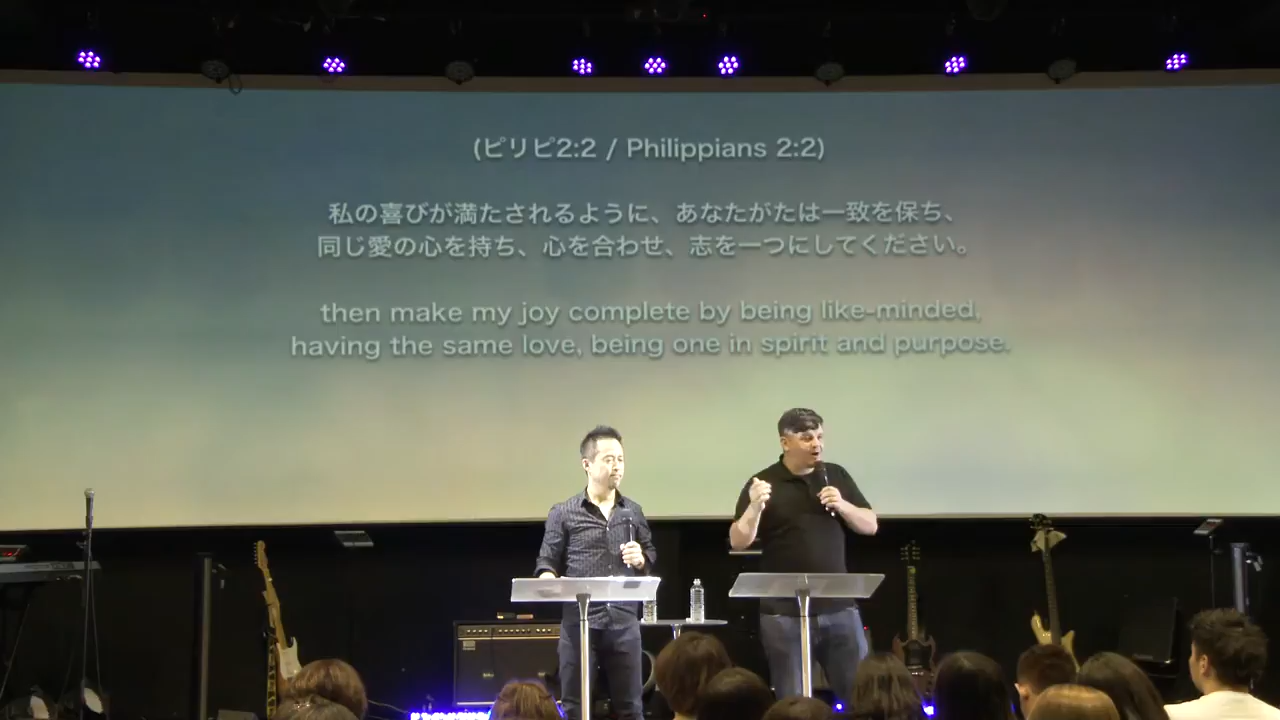 (ピリピ2:2 / Philippians 2:2)
私の喜びが満たされるように、あなたがたは一致を保ち、
同じ愛の心を持ち、心を合わせ、志を一つにしてください。
then make my joy complete by being like-minded,
having the same love, being one in spirit and purpose.